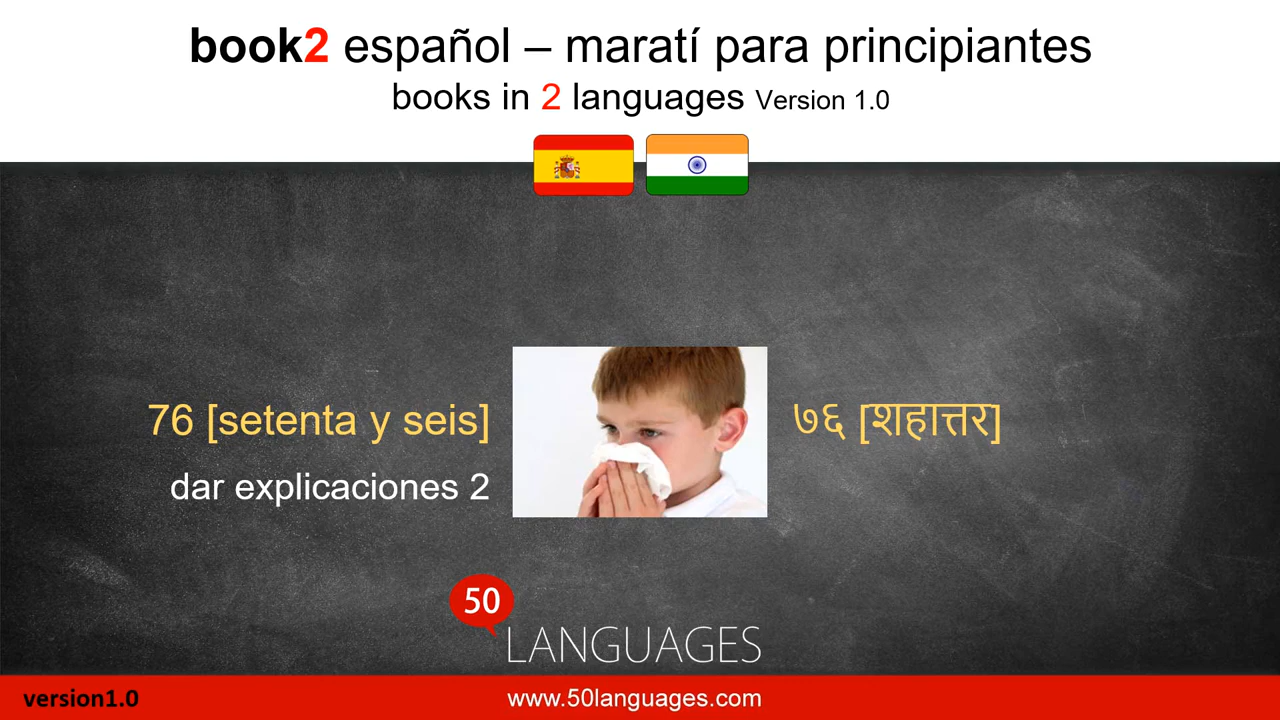 book2 español – maratí para principiantes
books in 2 languages Version 1.0
76 [setenta y seis]
dar explicaciones 2
७६ [शहात्तर]
50
LANGUAGES
version1.0
www.50languages.com